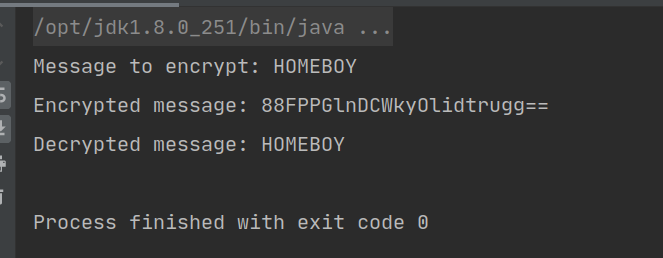 /opt/jdk1.8.0_251/bin/java ...
Message to encrypt: HOMEBOY
Encrypted message: 88FPPGlnDCWkyOlidtrugg==
Decrypted message: HOMEBOY
Process finished with exit code 0